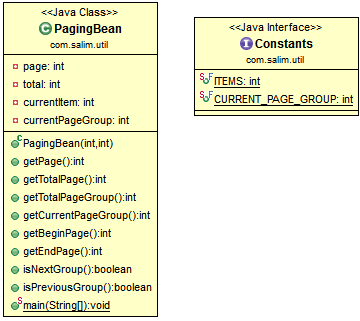 <<Java Class>>
C PagingBean
com.salim.util
page: int
total: int
currentItem: int
currentPageGroup: int
C PagingBean(int,int)
getPage():int
getTotalPage():int
getTotalPageGroup():int
getCurrentPageGroup():int
getBeginPage():int
getEndPage():int
isNextGroup():boolean
isPreviousGroup():boolean
S main(String[]):void
<<Java Interface>>
I Constants
com.salim.util
S F ITEMS: int
S F CURRENT_PAGE_GROUP: int